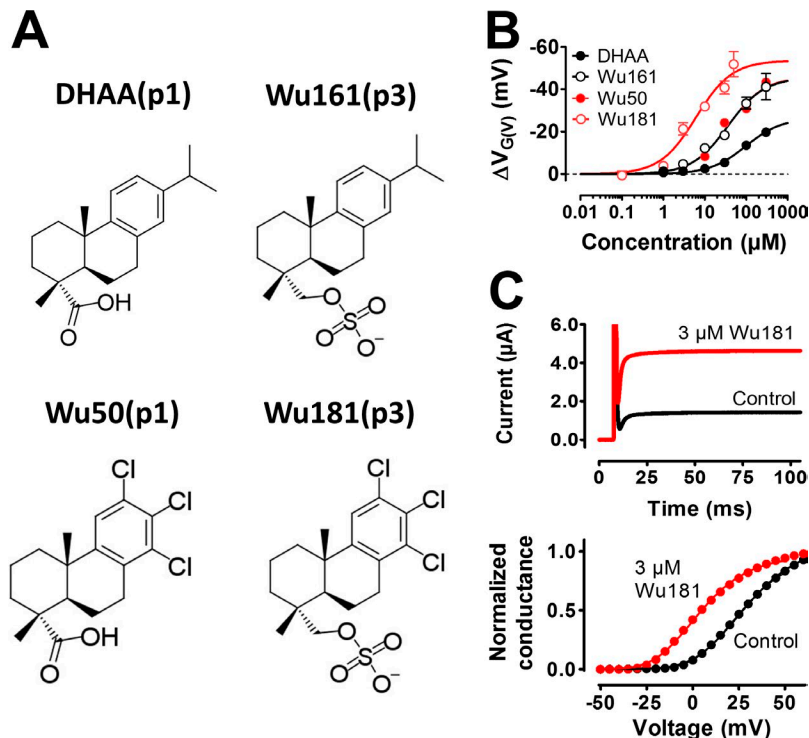 A
DHAA(p1)
Wu161(p3)
OH
O
O
S
O
O
O⁻
Wu50(p1)
Wu181(p3)
Cl
Cl
Cl
OH
O
Cl
Cl
Cl
O
S
O
O
O⁻
B
-60
-40
-20
0
ΔV_G(V) (mV)
DHAA
Wu161
Wu50
Wu181
0.01 0.1 1 10 100 1000
Concentration (µM)
C
6.0
4.0
2.0
0.0
Current (µA)
3 µM Wu181
Control
0 25 50 75 100
Time (ms)
Normalized
conductance
1.0
0.5
0.0
3 µM
Wu181
Control
-50 -25 0 25 50
Voltage (mV)